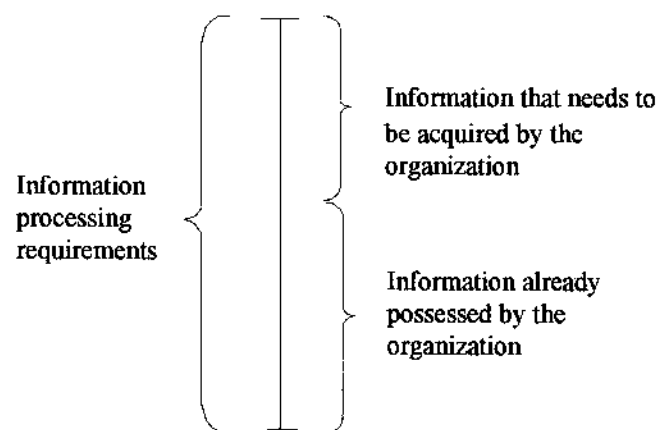 Information
processing
requirements
Information that needs to
be acquired by the
organization
Information already
possessed by the
organization